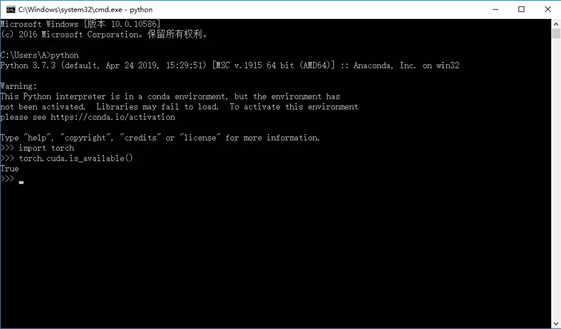 C:\Windows\system32\cmd.exe - python
Microsoft Windows [版本 10.0.10586]
(c) 2016 Microsoft Corporation。保留所有权利。
C:\Users\A>python
Python 3.7.3 (default, Apr 24 2019, 15:29:51) [MSC v.1915 64 bit (AMD64)] :: Anaconda, Inc. on win32
Warning:
This Python interpreter is in a conda environment, but the environment has
not been activated.  Libraries may fail to load.  To activate this environment
please see https://conda.io/activation
Type "help", "copyright", "credits" or "license" for more information.
>>> import torch
>>> torch.cuda.is_available()
True
>>>